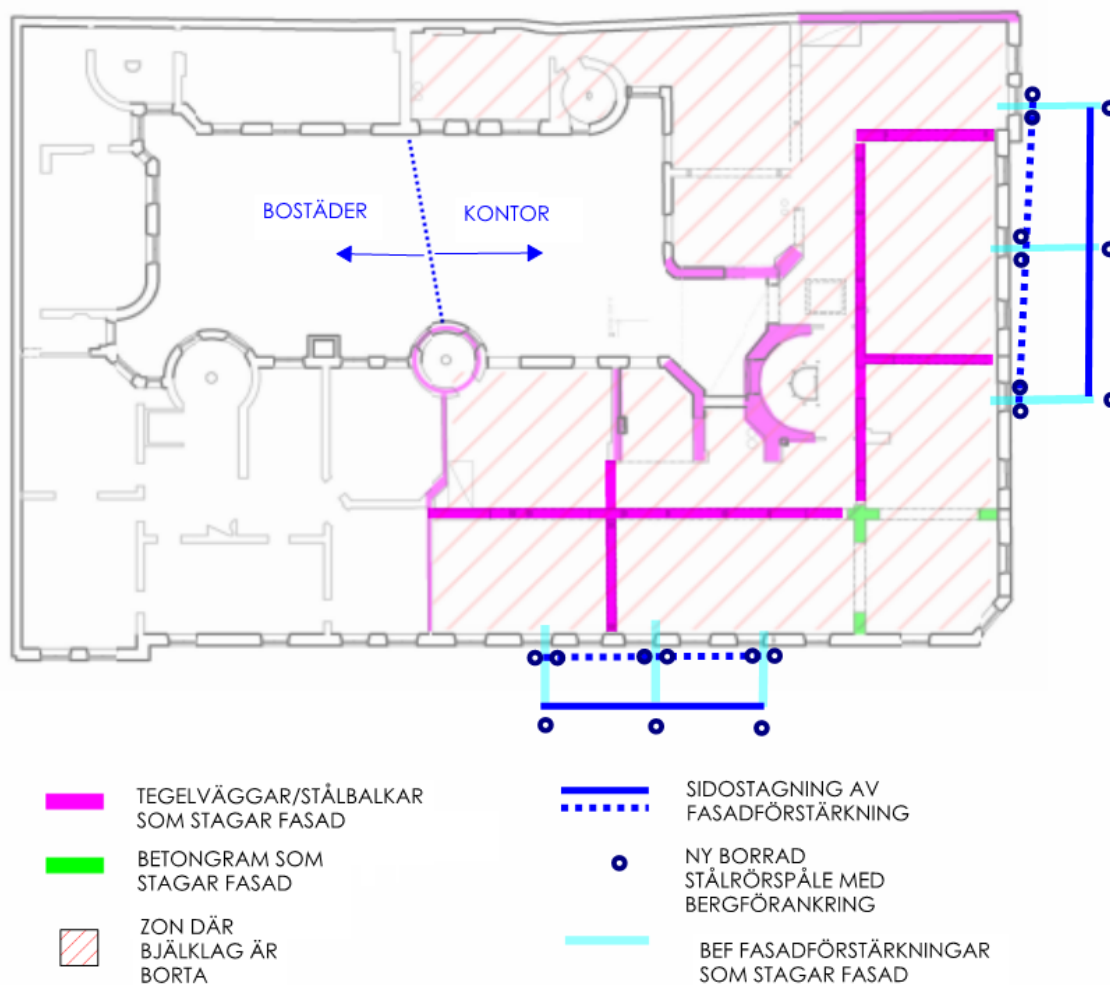 BOSTÄDER
KONTOR
TEGELVÄGGAR/STÅLBALKAR
SOM STAGAR FASAD
BETONGRAM SOM
STAGAR FASAD
ZON DÄR
BJÄLKLAG ÄR
BORTA
SIDOSTAGNING AV
FASADFÖRSTÄRKNING
NY BORRAD
STÅLRÖRSPÅLE MED
BERGFÖRANKRING
BEF FASADFÖRSTÄRKNINGAR
SOM STAGAR FASAD